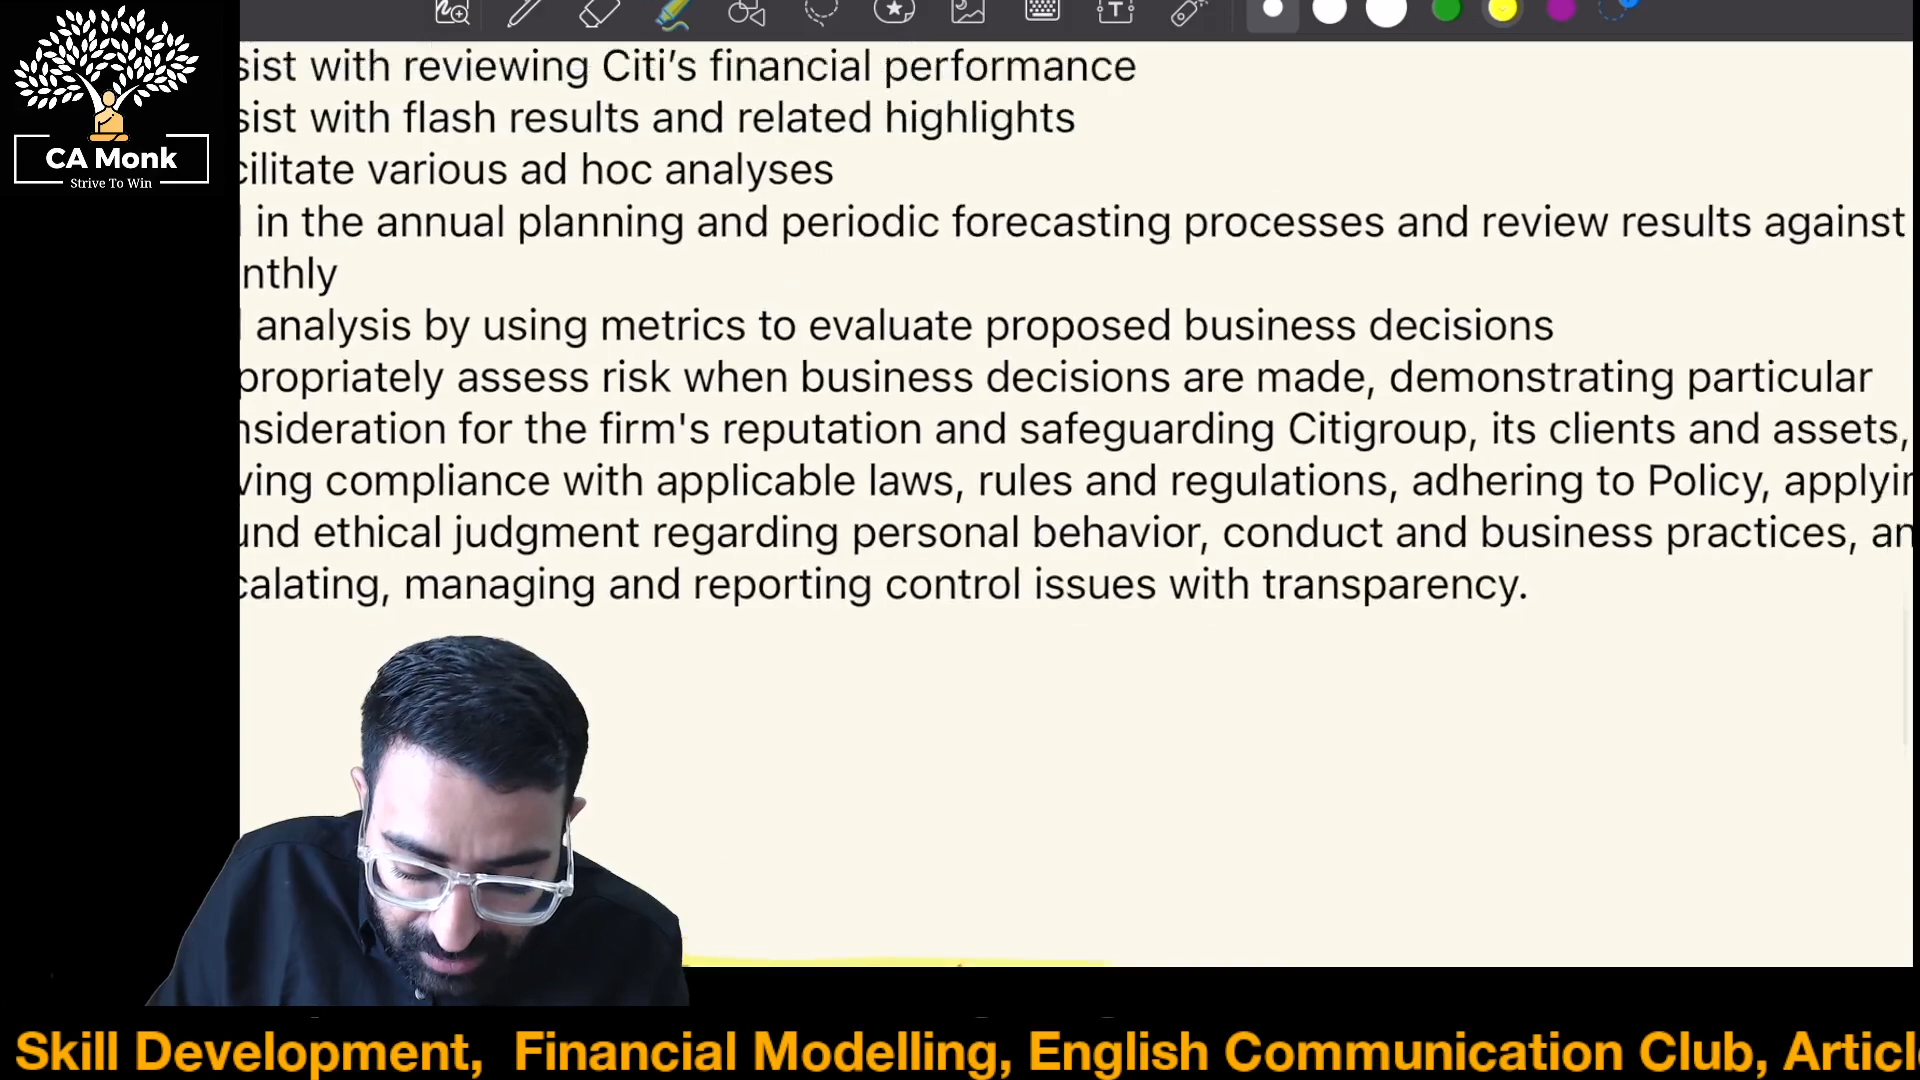 CA Monk
Strive To Win
sist with reviewing Citi’s financial performance
sist with flash results and related highlights
cilitate various ad hoc analyses
in the annual planning and periodic forecasting processes and review results against
nthly
analysis by using metrics to evaluate proposed business decisions
propriately assess risk when business decisions are made, demonstrating particular
nsideration for the firm's reputation and safeguarding Citigroup, its clients and assets,
ving compliance with applicable laws, rules and regulations, adhering to Policy, applyin
und ethical judgment regarding personal behavior, conduct and business practices, an
calating, managing and reporting control issues with transparency.
Skill Development, Financial Modelling, English Communication Club, Articl